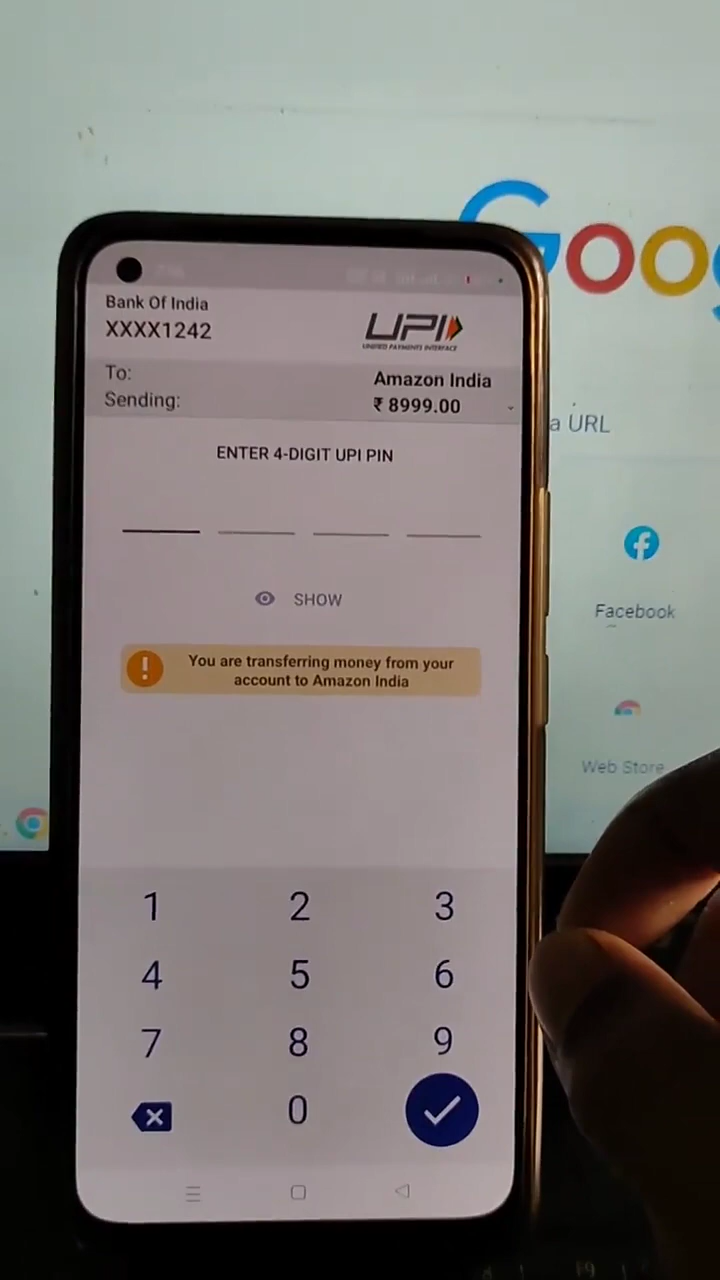 Bank Of India
XXXX1242
UPI
UNIFIED PAYMENTS INTERFACE
To:
Amazon India
Sending:
₹ 8999.00
ENTER 4-DIGIT UPI PIN
SHOW
You are transferring money from your
account to Amazon India
1 2 3
4 5 6
7 8 9
0
Goo
a URL
Facebook
Web Store